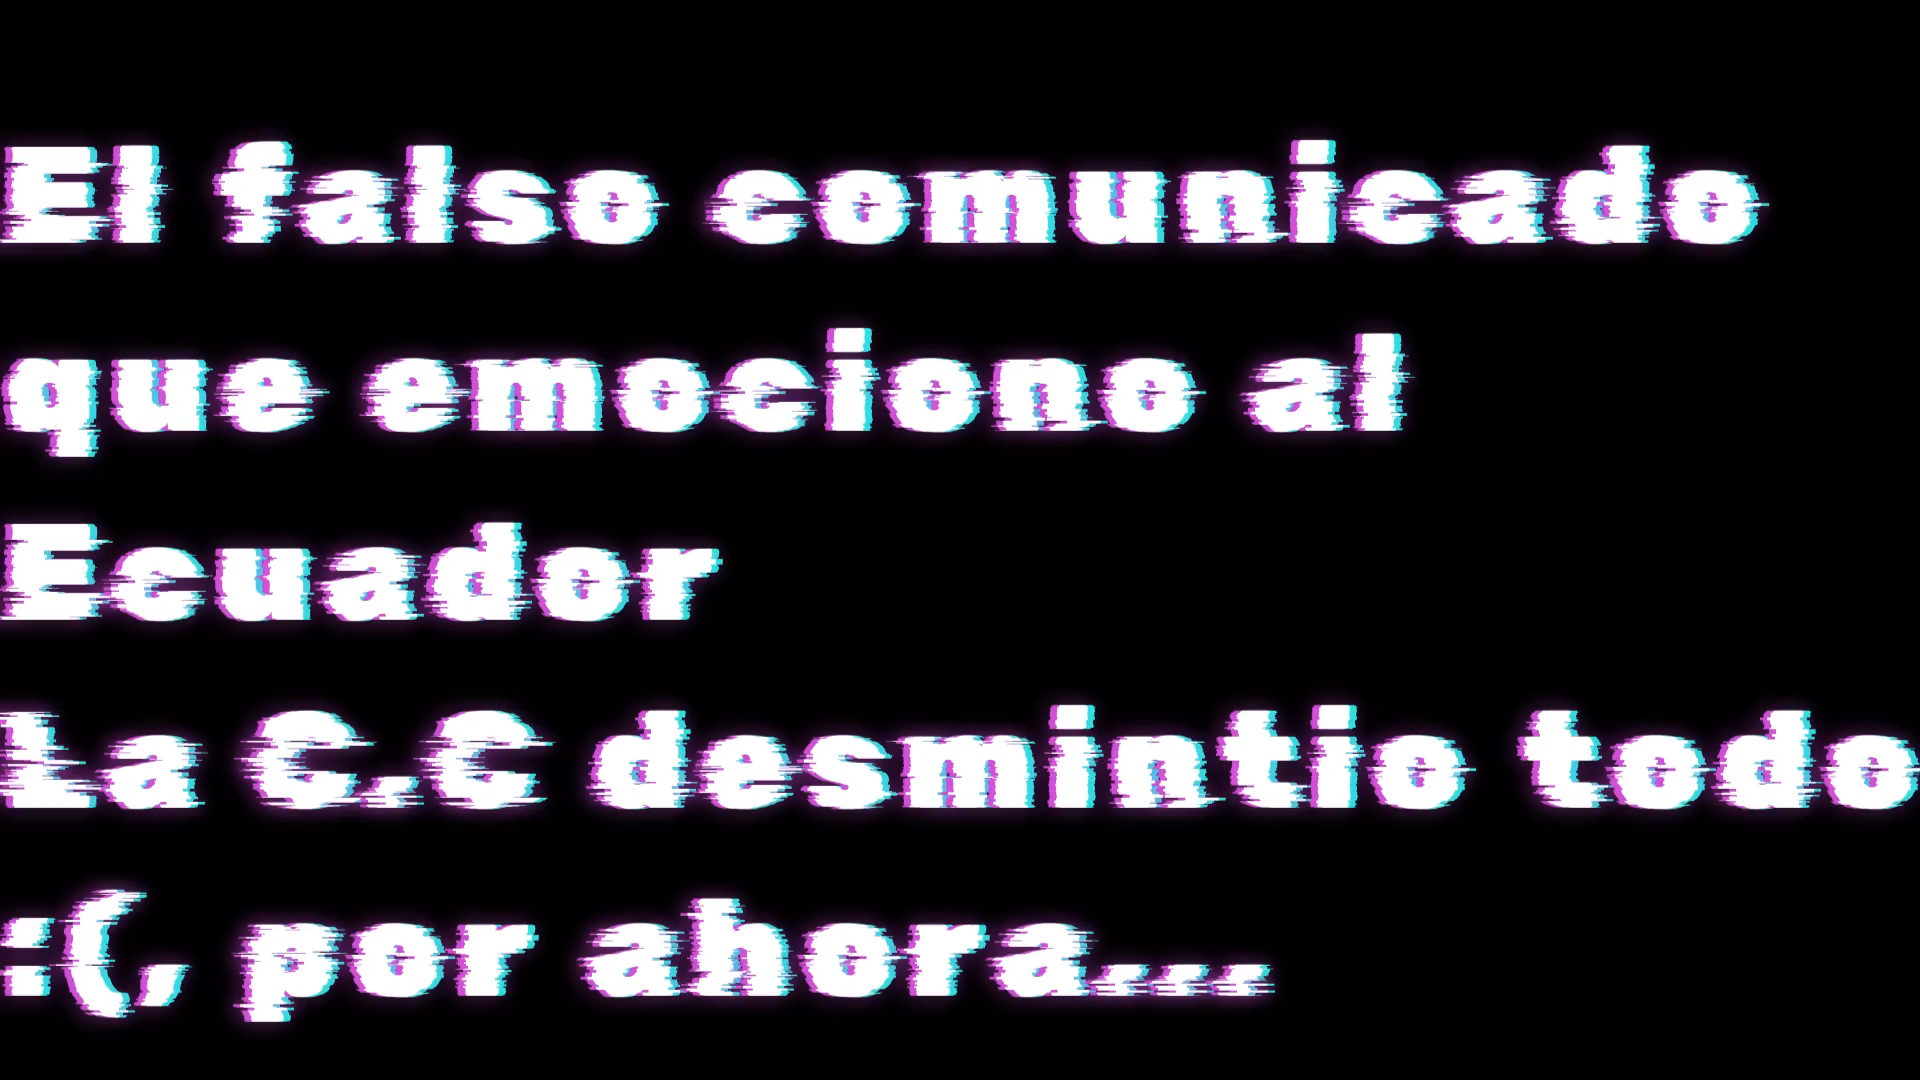 El falso comunicado
que emociono al
Ecuador
La C.C desmintio todo
:(, por ahora...